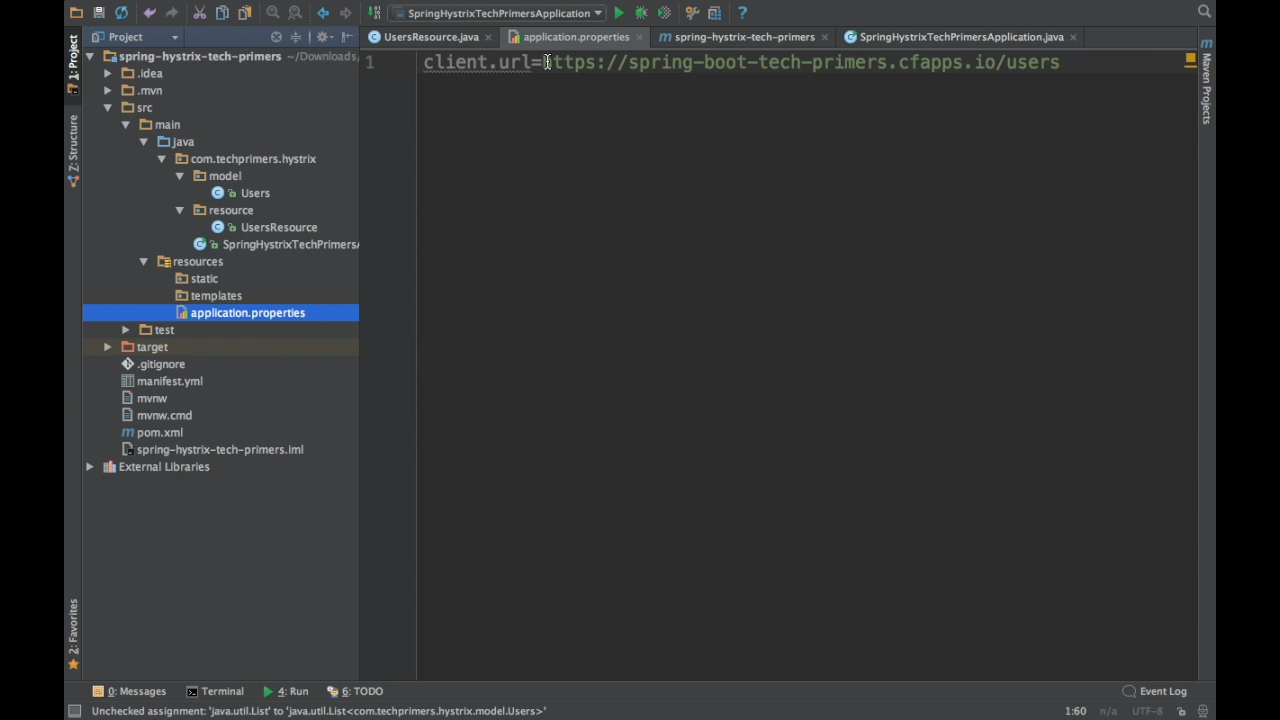 SpringHystrixTechPrimersApplication
Project
UsersResource.java
application.properties
spring-hystrix-tech-primers
SpringHystrixTechPrimersApplication.java
1: Project
Z: Structure
2: Favorites
Maven Projects
spring-hystrix-tech-primers ~/Downloads/
.idea
.mvn
src
main
java
com.techprimers.hystrix
model
Users
resource
UsersResource
SpringHystrixTechPrimersA
resources
static
templates
application.properties
test
target
.gitignore
manifest.yml
mvnw
mvnw.cmd
pom.xml
spring-hystrix-tech-primers.iml
External Libraries
1 client.url=https://spring-boot-tech-primers.cfapps.io/users
0: Messages Terminal 4: Run 6: TODO Event Log
Unchecked assignment: 'java.util.List' to 'java.util.List<com.techprimers.hystrix.model.Users>' 1:60 n/a UTF-8